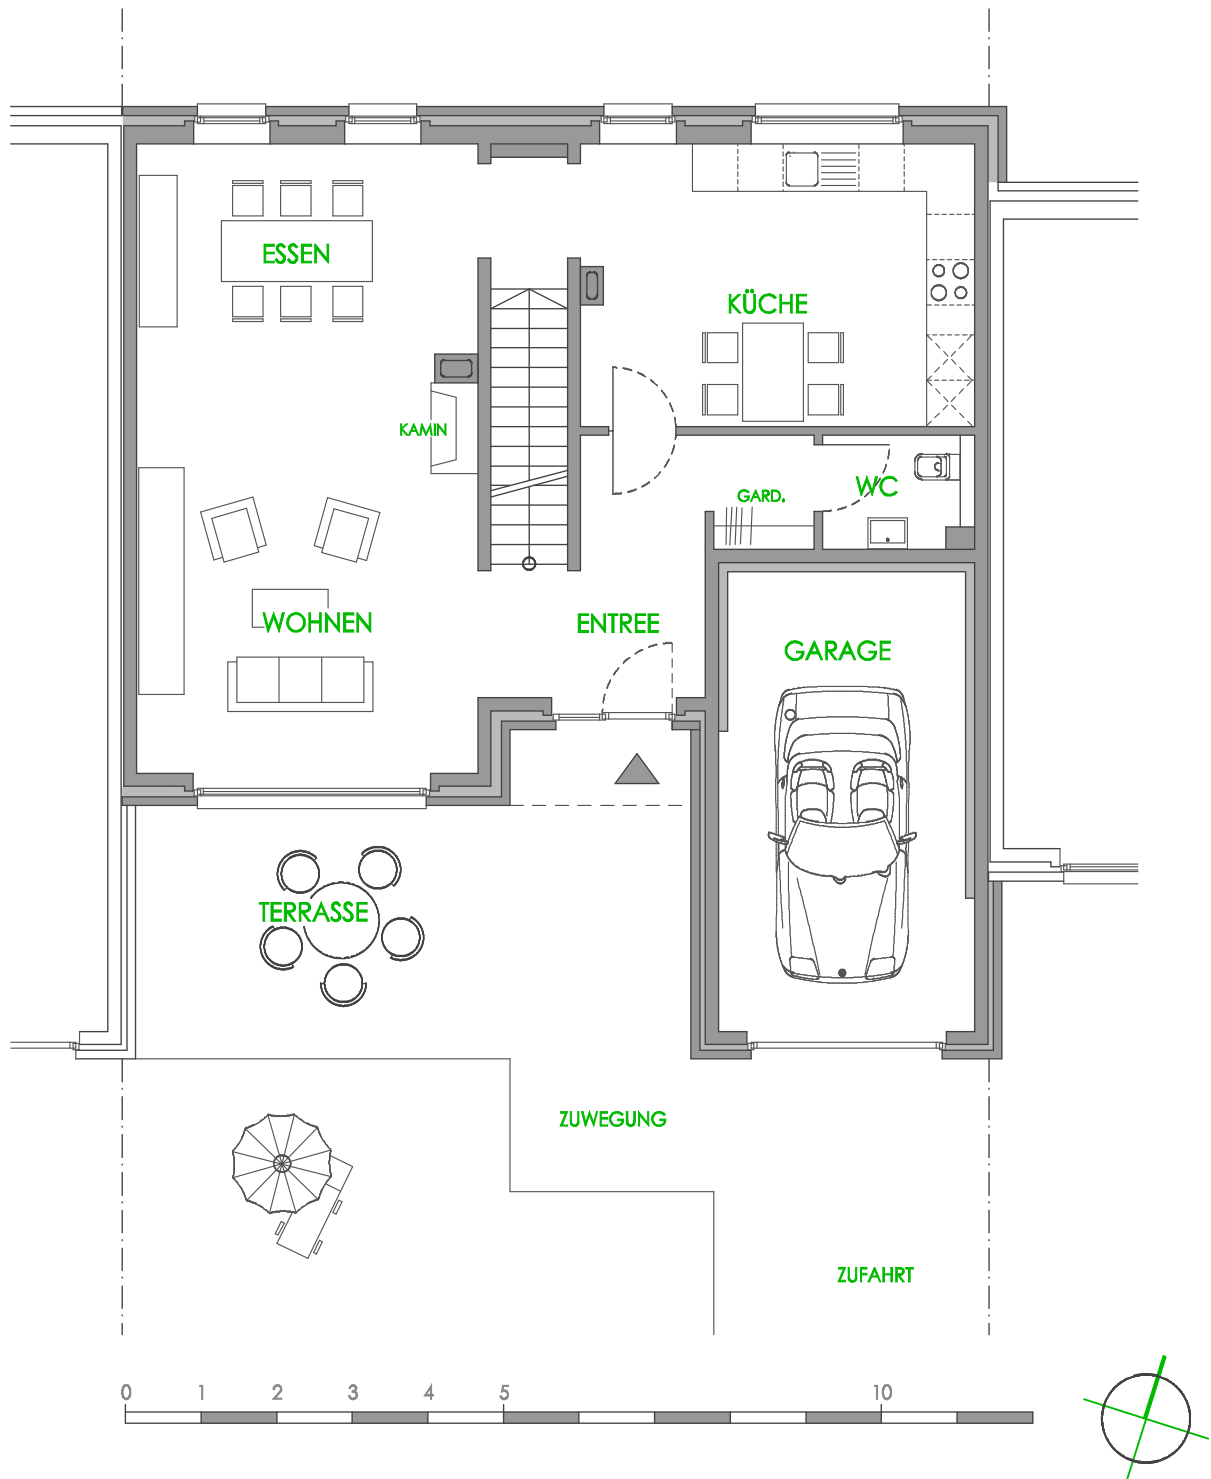 ESSEN
KÜCHE
KAMIN
WC
GARD.
WOHNEN
ENTREE
GARAGE
TERRASSE
ZUWEGUNG
ZUFAHRT
0 1 2 3 4 5 10